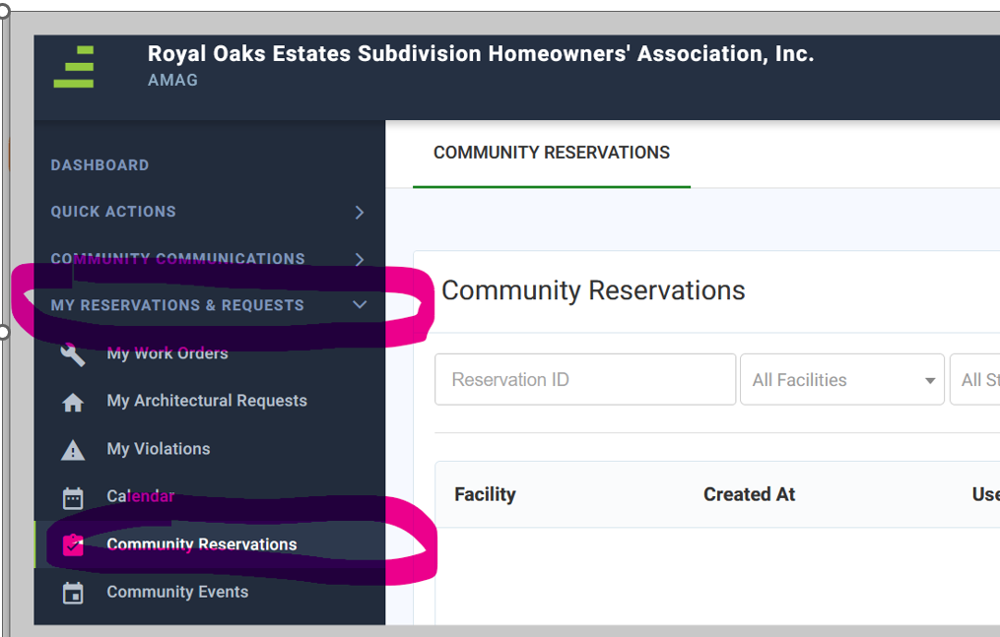 Royal Oaks Estates Subdivision Homeowners' Association, Inc.
AMAG
DASHBOARD
QUICK ACTIONS
COMMUNITY COMMUNICATIONS
MY RESERVATIONS & REQUESTS
My Work Orders
My Architectural Requests
My Violations
Calendar
Community Reservations
Community Events
COMMUNITY RESERVATIONS
Community Reservations
Reservation ID
All Facilities
All St
Facility
Created At
Use